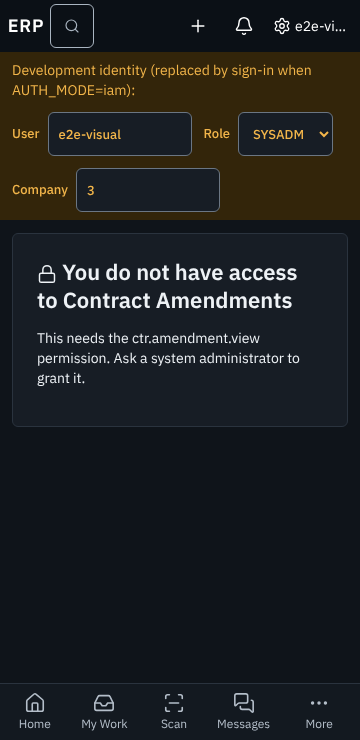 ERP
e2e-vi...
Development identity (replaced by sign-in when
AUTH_MODE=iam):
User e2e-visual Role SYSADM
Company 3
You do not have access
to Contract Amendments
This needs the ctr.amendment.view
permission. Ask a system administrator to
grant it.
Home My Work Scan Messages More